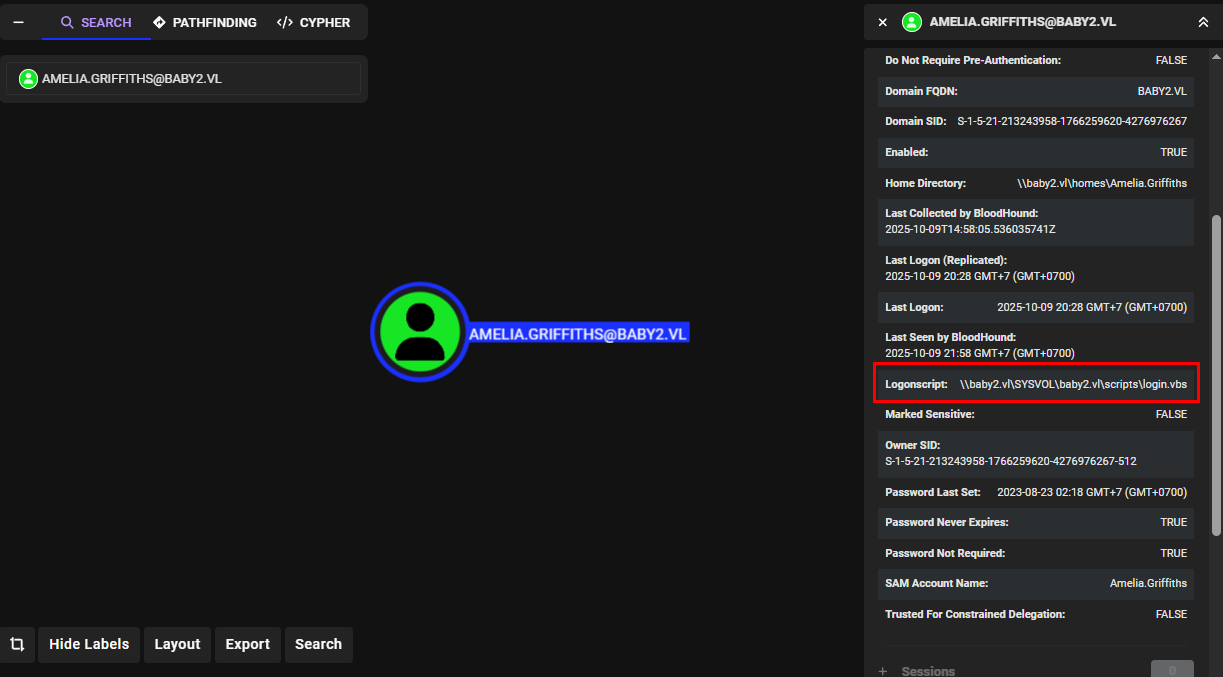 SEARCH PATHFINDING </> CYPHER
AMELIA.GRIFFITHS@BABY2.VL
AMELIA.GRIFFITHS@BABY2.VL
Hide Labels Layout Export Search
AMELIA.GRIFFITHS@BABY2.VL
Do Not Require Pre-Authentication: FALSE
Domain FQDN: BABY2.VL
Domain SID: S-1-5-21-213243958-1766259620-4276976267
Enabled: TRUE
Home Directory: \\baby2.vl\homes\Amelia.Griffiths
Last Collected by BloodHound:
2025-10-09T14:58:05.536035741Z
Last Logon (Replicated):
2025-10-09 20:28 GMT+7 (GMT+0700)
Last Logon: 2025-10-09 20:28 GMT+7 (GMT+0700)
Last Seen by BloodHound:
2025-10-09 21:58 GMT+7 (GMT+0700)
Logonscript: \\baby2.vl\SYSVOL\baby2.vl\scripts\login.vbs
Marked Sensitive: FALSE
Owner SID:
S-1-5-21-213243958-1766259620-4276976267-512
Password Last Set: 2023-08-23 02:18 GMT+7 (GMT+0700)
Password Never Expires: TRUE
Password Not Required: TRUE
SAM Account Name: Amelia.Griffiths
Trusted For Constrained Delegation: FALSE
+ Sessions 0